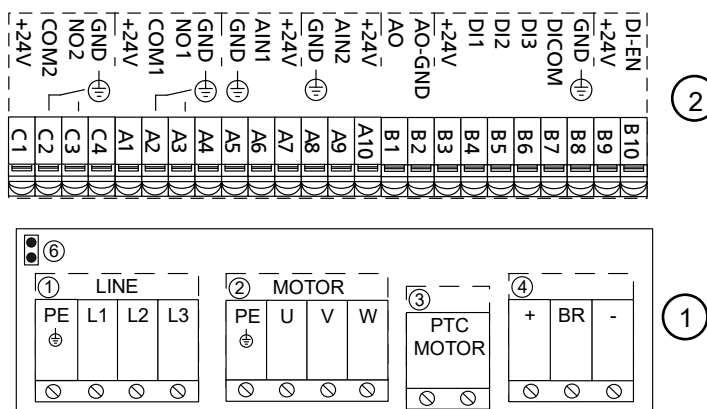 +24V COM2 NO2 GND +24V COM1 NO1 GND GND AIN1 +24V GND AIN2 +24V AO AO-GND +24V DI1 DI2 DI3 DICOM GND +24V DI-EN
C1 C2 C3 C4 A1 A2 A3 A4 A5 A6 A7 A8 A9 A10 B1 B2 B3 B4 B5 B6 B7 B8 B9 B10
2
6
1 LINE
PE L1 L2 L3
2 MOTOR
PE U V W
3
PTC
MOTOR
4
+ BR -
1